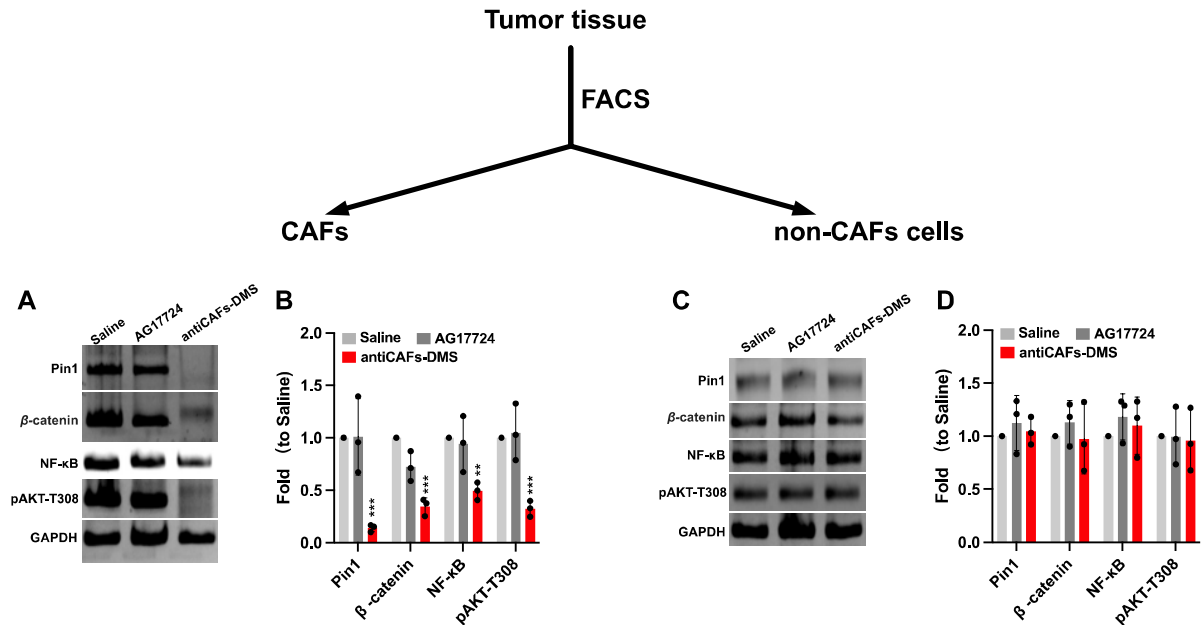 Tumor tissue
FACS
CAFs
non-CAFs cells
A
Saline
AG17724
antiCAFs-DMS
Pin1
β-catenin
NF-κB
pAKT-T308
GAPDH
B
Saline
AG17724
antiCAFs-DMS
Fold (to Saline)
2.0
1.5
1.0
0.5
0.0
***
***
**
***
Pin1
β-catenin
NF-κB
pAKT-T308
C
Saline
AG17724
antiCAFs-DMS
Pin1
β-catenin
NF-κB
pAKT-T308
GAPDH
D
Saline
AG17724
antiCAFs-DMS
Fold (to Saline)
2.0
1.5
1.0
0.5
0.0
Pin1
β-catenin
NF-κB
pAKT-T308